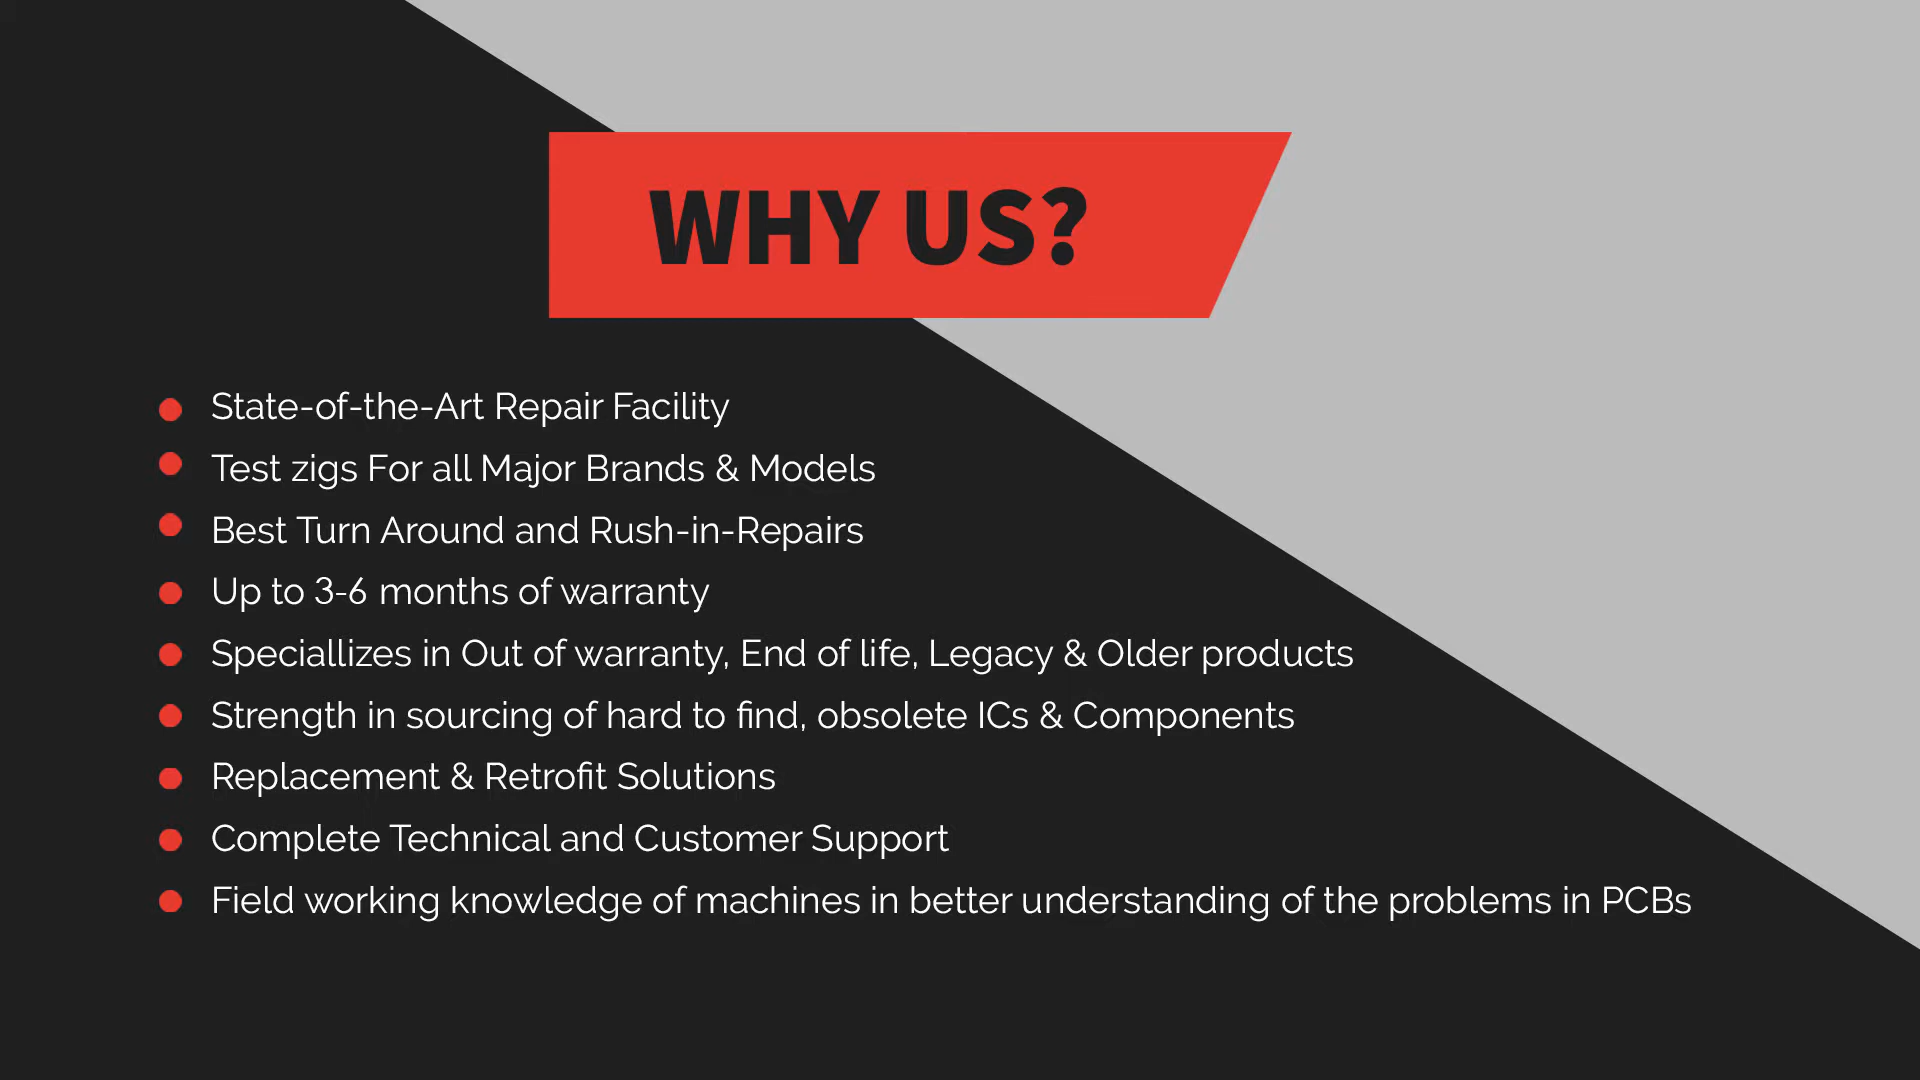 WHY US?
State-of-the-Art Repair Facility
Test zigs For all Major Brands & Models
Best Turn Around and Rush-in-Repairs
Up to 3-6 months of warranty
Speciallizes in Out of warranty, End of life, Legacy & Older products
Strength in sourcing of hard to find, obsolete ICs & Components
Replacement & Retrofit Solutions
Complete Technical and Customer Support
Field working knowledge of machines in better understanding of the problems in PCBs